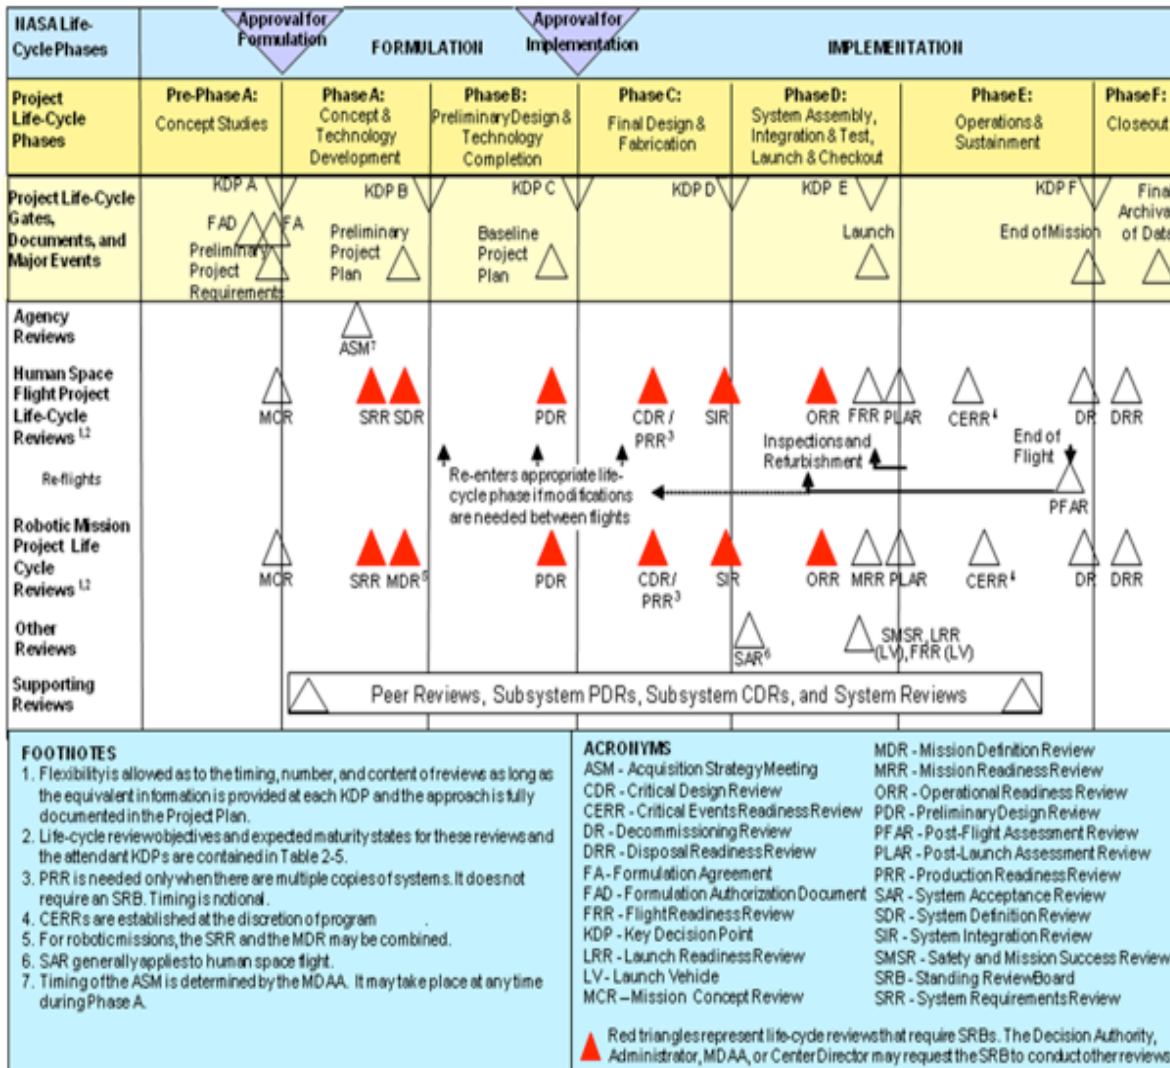 NASA Life-
Cycle Phases
Approval for
Formulation
FORMULATION
Approval for
Implementation
IMPLEMENTATION
Project
Life-Cycle
Phases
Pre-Phase A:
Concept Studies
Phase A:
Concept &
Technology
Development
Phase B:
Preliminary Design &
Technology
Completion
Phase C:
Final Design &
Fabrication
Phase D:
System Assembly,
Integration & Test,
Launch & Checkout
Phase E:
Operations &
Sustainment
Phase F:
Closeout
Project Life-Cycle
Gates,
Documents, and
Major Events
KDP A
FAD
FA
Preliminary
Project
Requirements
KDP B
Preliminary
Project
Plan
KDP C
Baseline
Project
Plan
KDP D
KDP E
Launch
KDP F
End of Mission
Final
Archival
of Data
Agency
Reviews
ASM7
Human Space
Flight Project
Life-Cycle
Reviews 1,2
MCR
SRR
SDR
PDR
CDR /
PRR3
SIR
ORR
FRR
PLAR
CERR4
DR
DRR
Re-flights
Re-enters appropriate life-
cycle phase if modifications
are needed between flights
Inspections and
Refurbishment
End of
Flight
PFAR
Robotic Mission
Project Life
Cycle
Reviews 1,2
MCR
SRR
MDR5
PDR
CDR/
PRR3
SIR
ORR
MRR
PLAR
CERR4
DR
DRR
Other
Reviews
SAR6
SMSR, LRR
(LV), FRR (LV)
Supporting
Reviews
Peer Reviews, Subsystem PDRs, Subsystem CDRs, and System Reviews
FOOTNOTES
1. Flexibility is allowed as to the timing, number, and content of reviews as long as
the equivalent information is provided at each KDP and the approach is fully
documented in the Project Plan.
2. Life-cycle review objectives and expected maturity states for these reviews and
the attendant KDPs are contained in Table 2-5.
3. PRR is needed only when there are multiple copies of systems. It does not
require an SRB. Timing is notional.
4. CERRs are established at the discretion of program .
5. For robotic missions, the SRR and the MDR may be combined.
6. SAR generally applies to human space flight.
7. Timing of the ASM is determined by the MDAA. It may take place at any time
during Phase A.
ACRONYMS
ASM - Acquisition Strategy Meeting
CDR - Critical Design Review
CERR - Critical Events Readiness Review
DR - Decommissioning Review
DRR - Disposal Readiness Review
FA - Formulation Agreement
FAD - Formulation Authorization Document
FRR - Flight Readiness Review
KDP - Key Decision Point
LRR - Launch Readiness Review
LV - Launch Vehicle
MCR – Mission Concept Review
MDR - Mission Definition Review
MRR - Mission Readiness Review
ORR - Operational Readiness Review
PDR - Preliminary Design Review
PFAR - Post-Flight Assessment Review
PLAR - Post-Launch Assessment Review
PRR - Production Readiness Review
SAR - System Acceptance Review
SDR - System Definition Review
SIR - System Integration Review
SMSR - Safety and Mission Success Review
SRB - Standing Review Board
SRR - System Requirements Review
Red triangles represent life-cycle reviews that require SRBs. The Decision Authority,
Administrator, MDAA, or Center Director may request the SRB to conduct other reviews